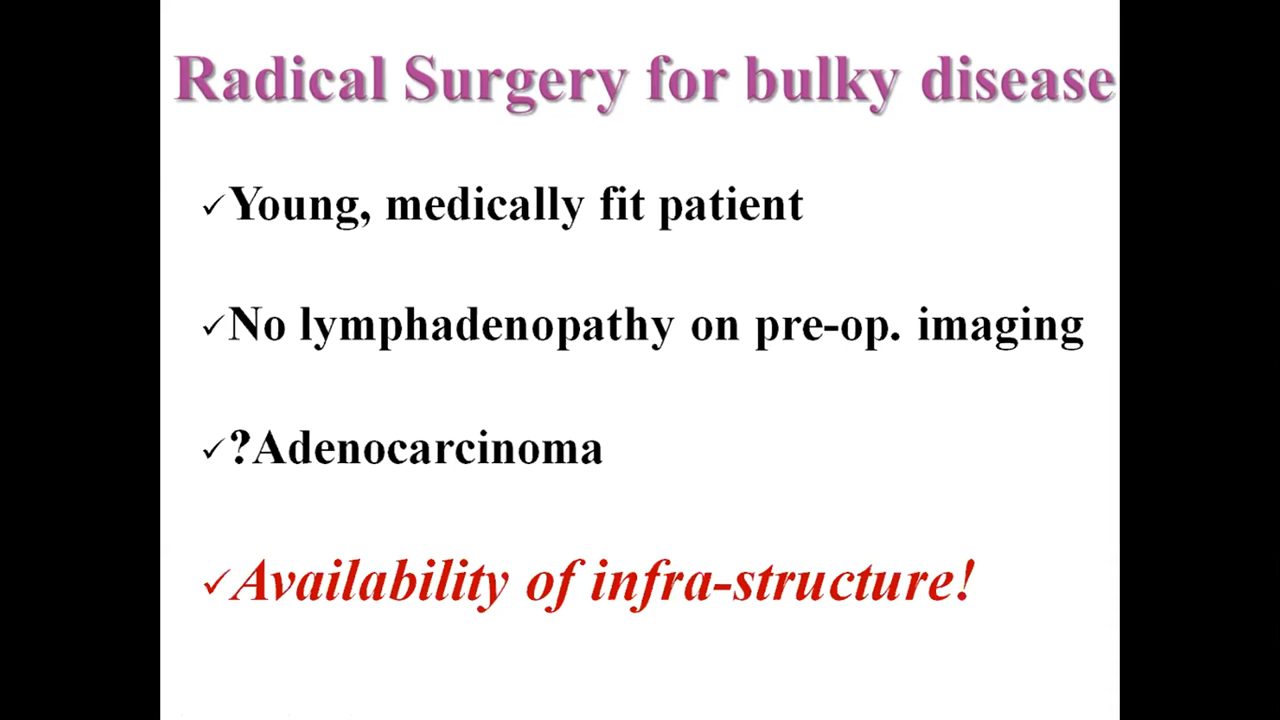 Radical Surgery for bulky disease
✓Young, medically fit patient
✓No lymphadenopathy on pre-op. imaging
✓?Adenocarcinoma
✓Availability of infra-structure!